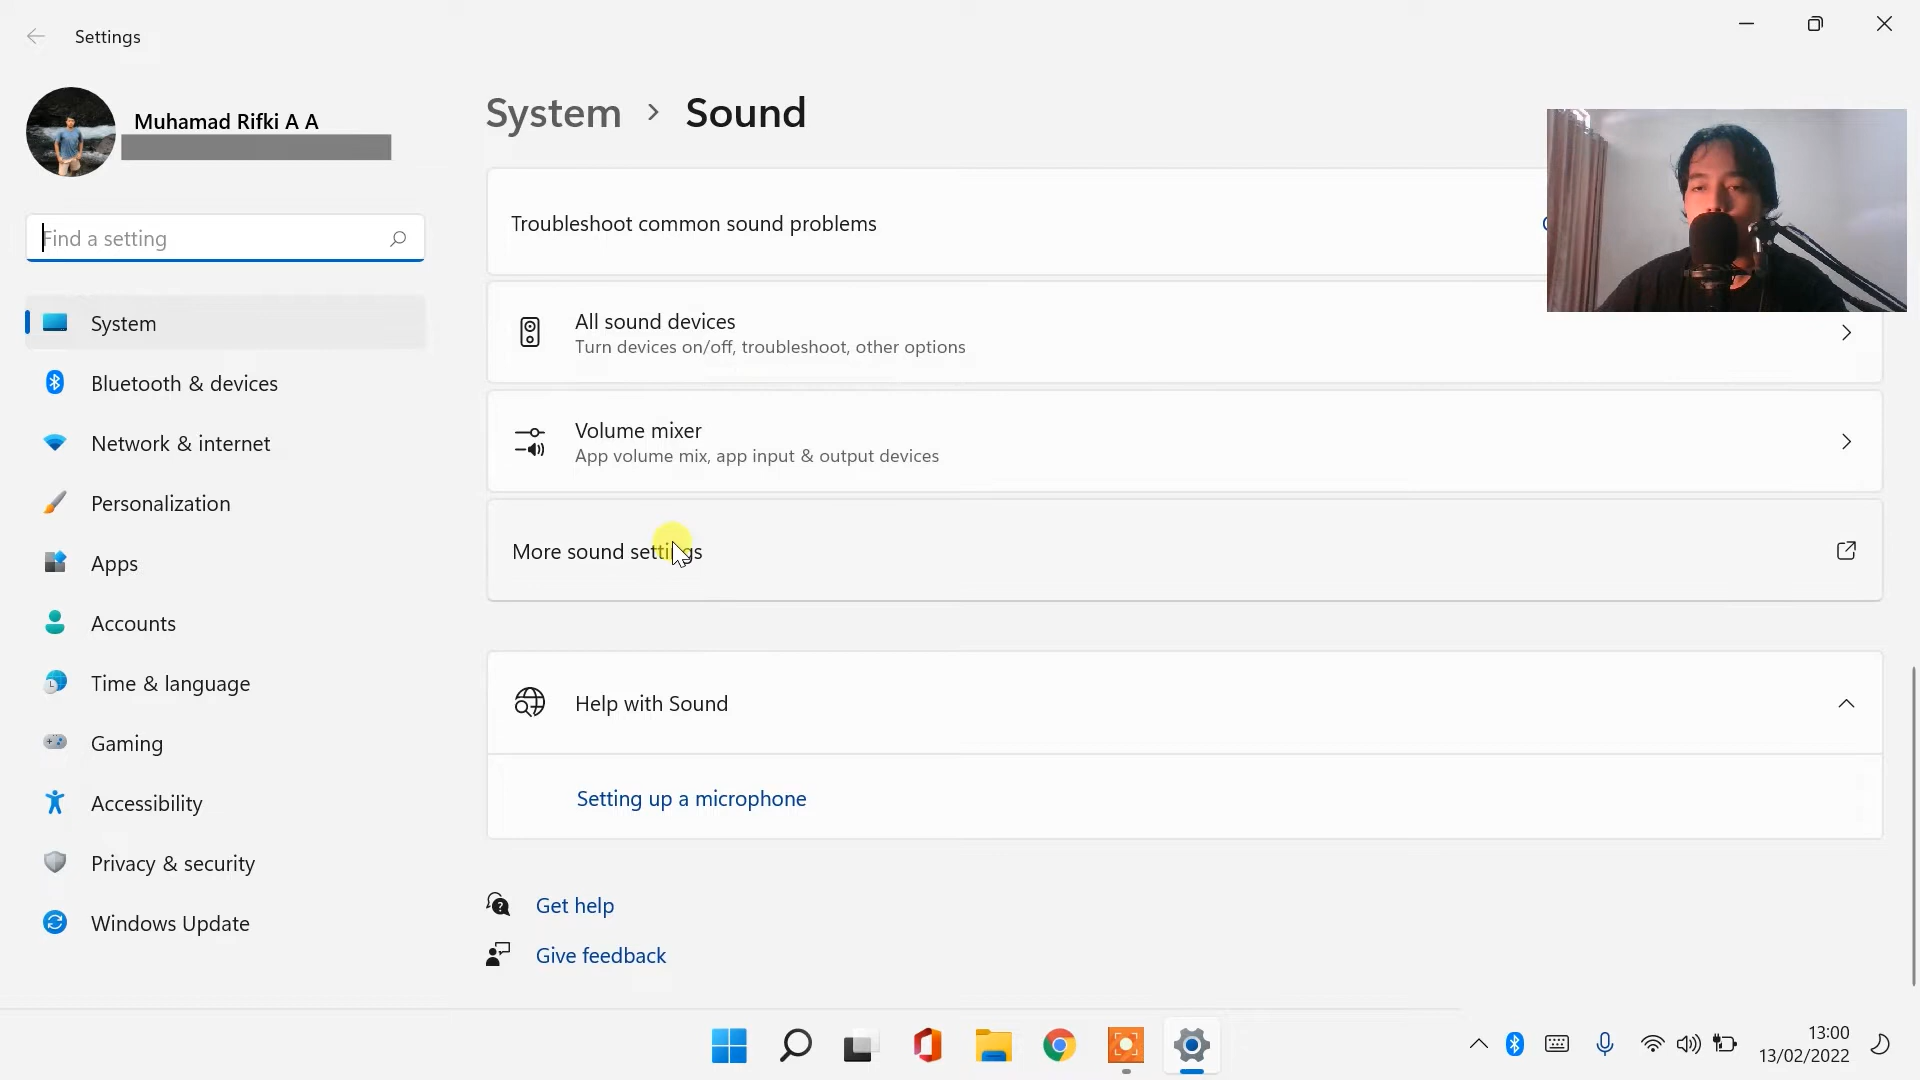 Settings
Muhamad Rifki A A
Find a setting
System
Bluetooth & devices
Network & internet
Personalization
Apps
Accounts
Time & language
Gaming
Accessibility
Privacy & security
Windows Update
System > Sound
Troubleshoot common sound problems
All sound devices
Turn devices on/off, troubleshoot, other options
Volume mixer
App volume mix, app input & output devices
More sound settings
Help with Sound
Setting up a microphone
Get help
Give feedback
13:00
13/02/2022